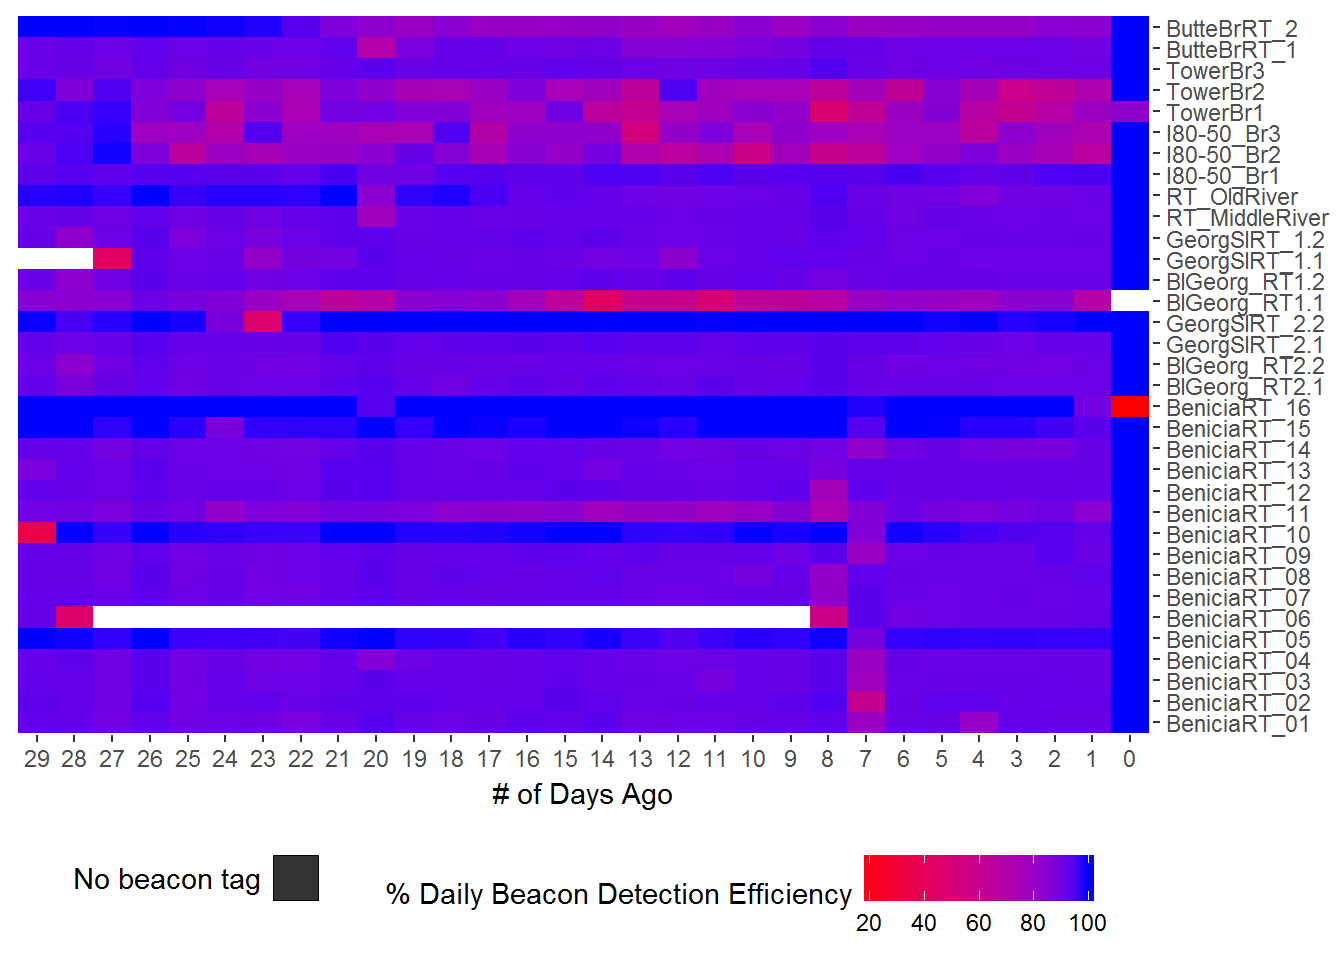 ButteBrRT_2
ButteBrRT_1
TowerBr3
TowerBr2
TowerBr1
I80-50_Br3
I80-50_Br2
I80-50_Br1
RT_OldRiver
RT_MiddleRiver
GeorgSlRT_1.2
GeorgSlRT_1.1
BlGeorg_RT1.2
BlGeorg_RT1.1
GeorgSlRT_2.2
GeorgSlRT_2.1
BlGeorg_RT2.2
BlGeorg_RT2.1
BeniciaRT_16
BeniciaRT_15
BeniciaRT_14
BeniciaRT_13
BeniciaRT_12
BeniciaRT_11
BeniciaRT_10
BeniciaRT_09
BeniciaRT_08
BeniciaRT_07
BeniciaRT_06
BeniciaRT_05
BeniciaRT_04
BeniciaRT_03
BeniciaRT_02
BeniciaRT_01
29 28 27 26 25 24 23 22 21 20 19 18 17 16 15 14 13 12 11 10 9 8 7 6 5 4 3 2 1 0
# of Days Ago
No beacon tag
% Daily Beacon Detection Efficiency
20 40 60 80 100